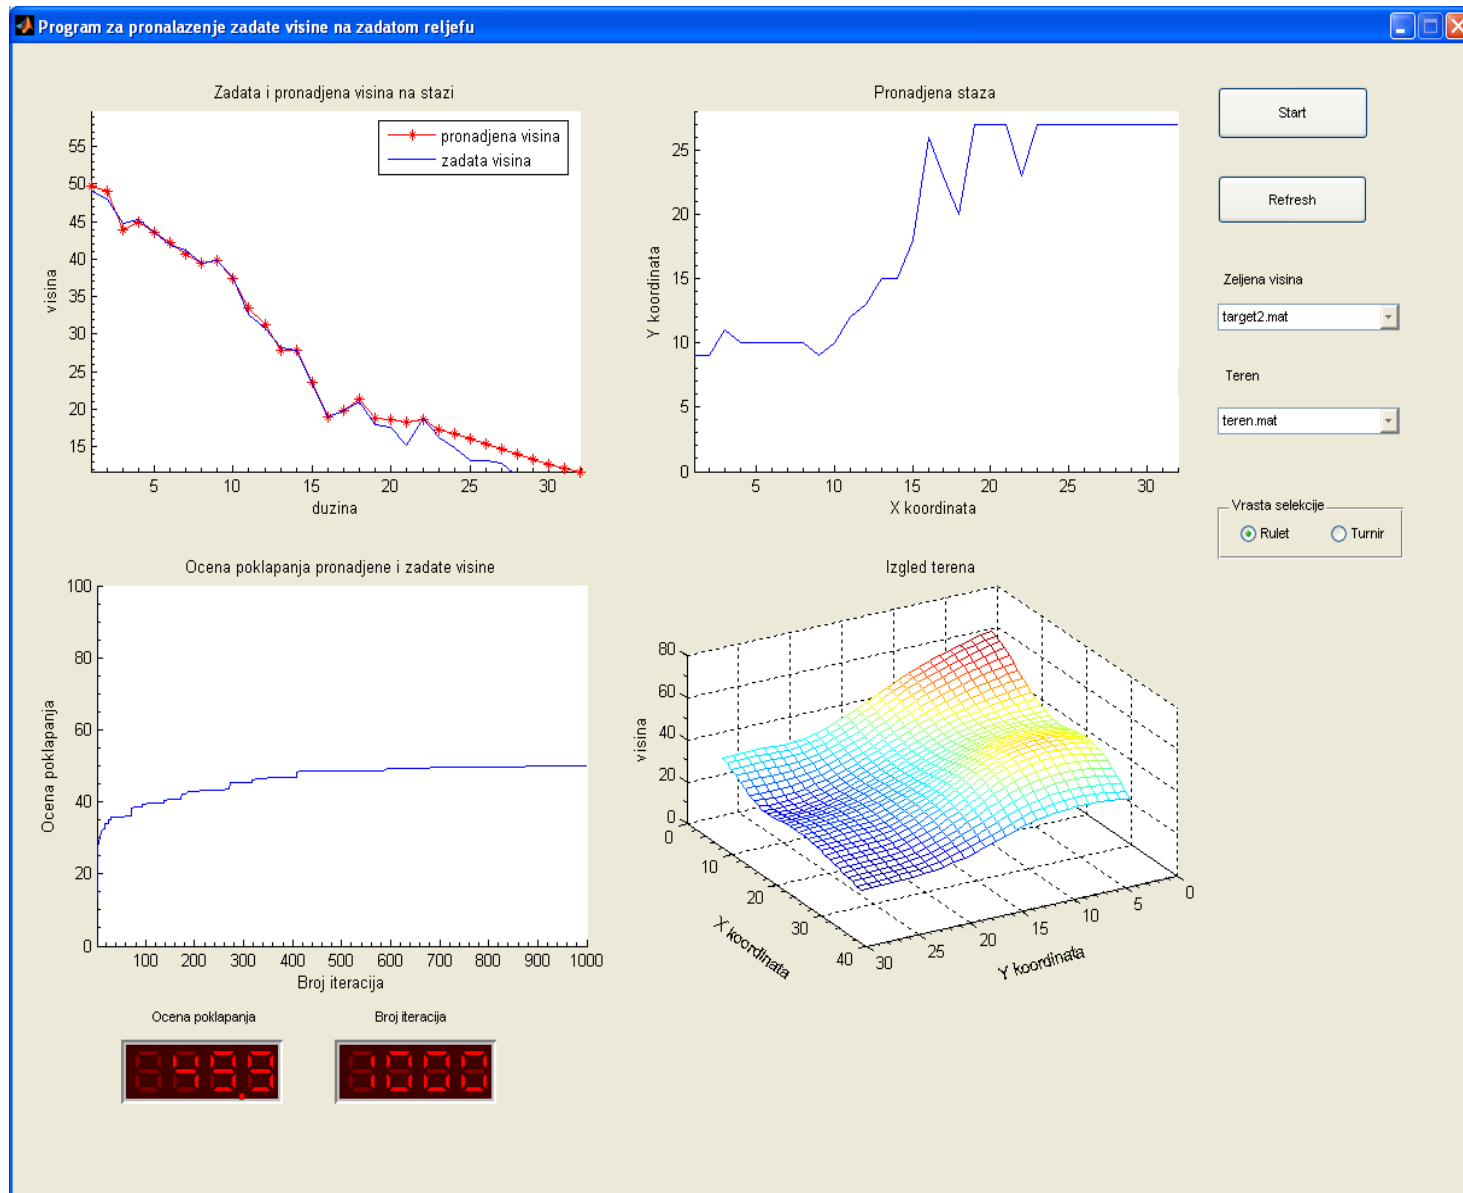 Program za pronalazenje zadate visine na zadatom reljefu
Zadata i pronadjena visina na stazi
pronadjena visina
zadata visina
55
50
45
40
35
30
25
20
15
visina
5 10 15 20 25 30
duzina
Pronadjena staza
25
20
15
10
5
0
Y koordinata
5 10 15 20 25 30
X koordinata
Start
Refresh
Zeljena visina
target2.mat
Teren
teren.mat
Vrasta selekcije
Rulet Turnir
Ocena poklapanja pronadjene i zadate visine
100
80
60
40
20
0
Ocena poklapanja
100 200 300 400 500 600 700 800 900 1000
Broj iteracija
Izgled terena
80
60
40
20
0
visina
0 10 20 30 40
X koordinata
30 25 20 15 10 5 0
Y koordinata
Ocena poklapanja
Broj iteracija
1000